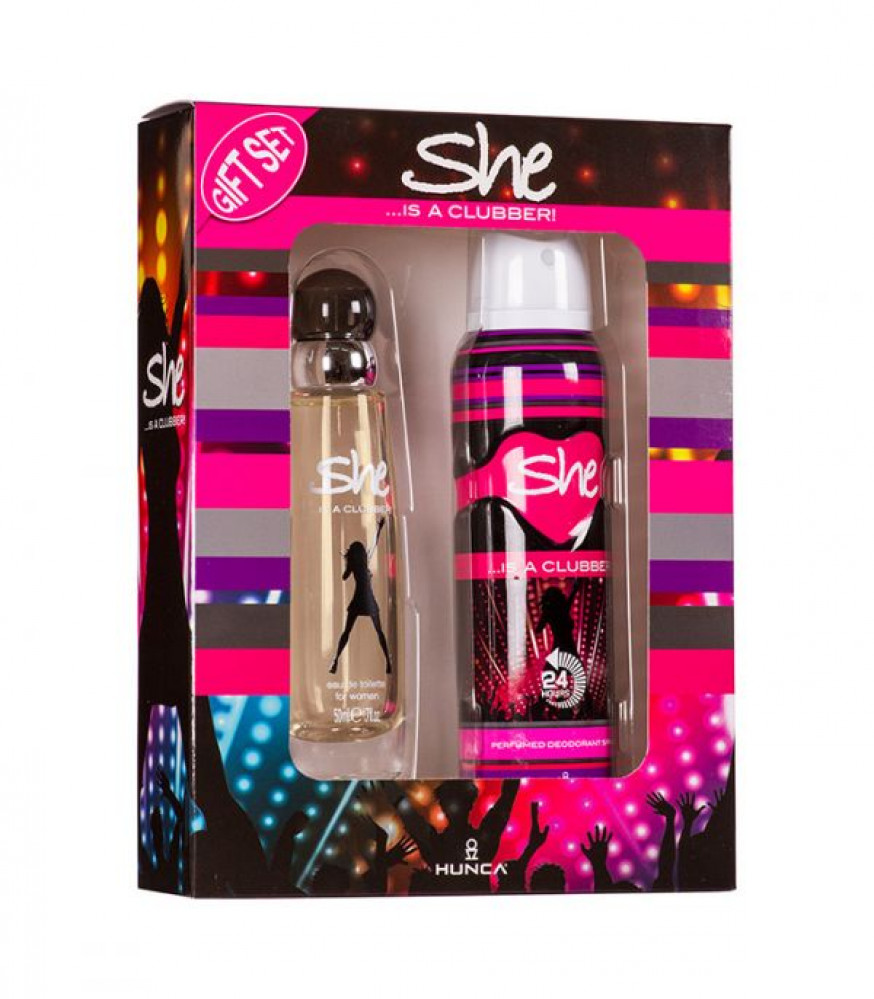 GIFT SET
She
...IS A CLUBBER!
She
...IS A CLUBBER!
She
IS A CLUBBER
eau de toilette
for women
50ml
She
...IS A CLUBBER
24
HOURS
PERFUMED DEODORANT
HUNCA